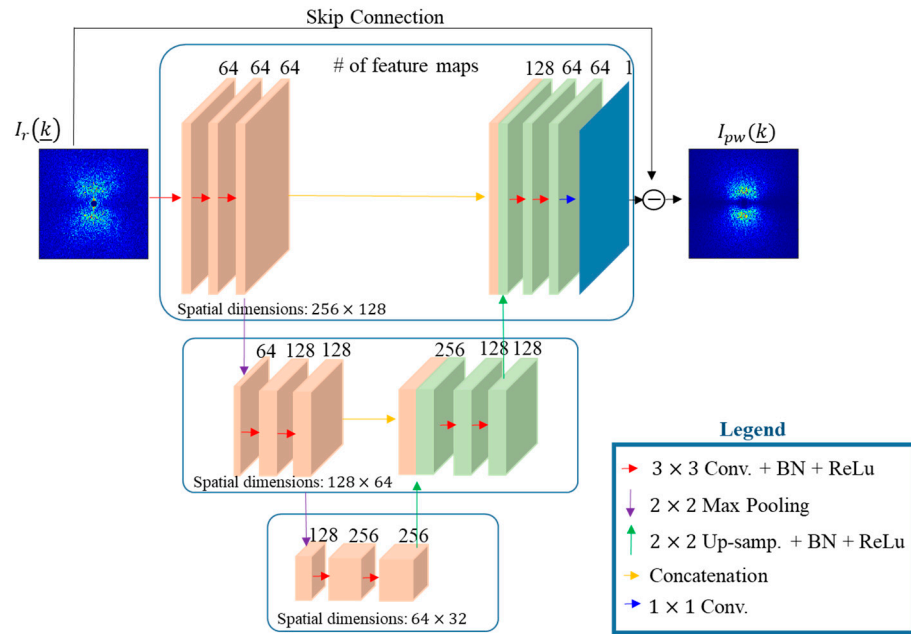 Skip Connection
64 64 64
# of feature maps
128 64 64 1
I_r(k)
I_pw(k)
Spatial dimensions: 256 × 128
64 128 128
256 128 128
Spatial dimensions: 128 × 64
128 256 256
Spatial dimensions: 64 × 32
Legend
3 × 3 Conv. + BN + ReLu
2 × 2 Max Pooling
2 × 2 Up-samp. + BN + ReLu
Concatenation
1 × 1 Conv.